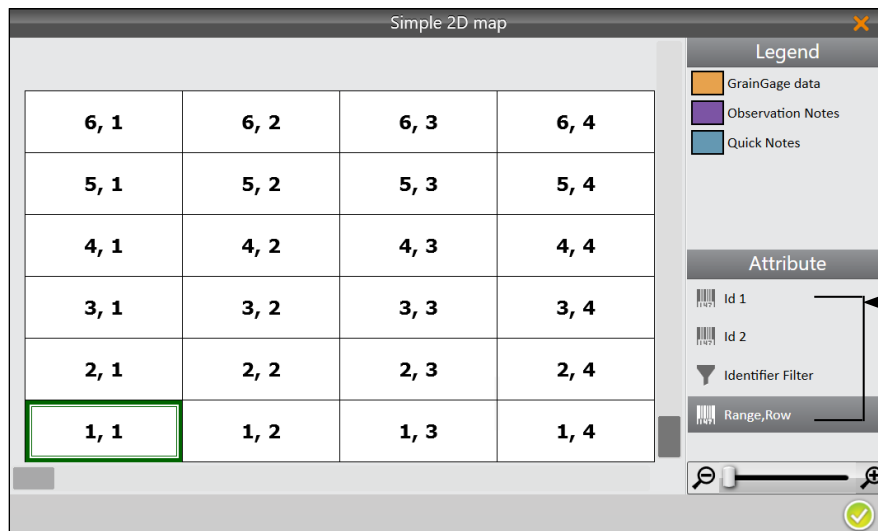 Simple 2D map
Legend
GrainGage data
Observation Notes
Quick Notes
6, 1 6, 2 6, 3 6, 4
5, 1 5, 2 5, 3 5, 4
4, 1 4, 2 4, 3 4, 4
3, 1 3, 2 3, 3 3, 4
2, 1 2, 2 2, 3 2, 4
1, 1 1, 2 1, 3 1, 4
Attribute
Id 1
Id 2
Identifier Filter
Range,Row